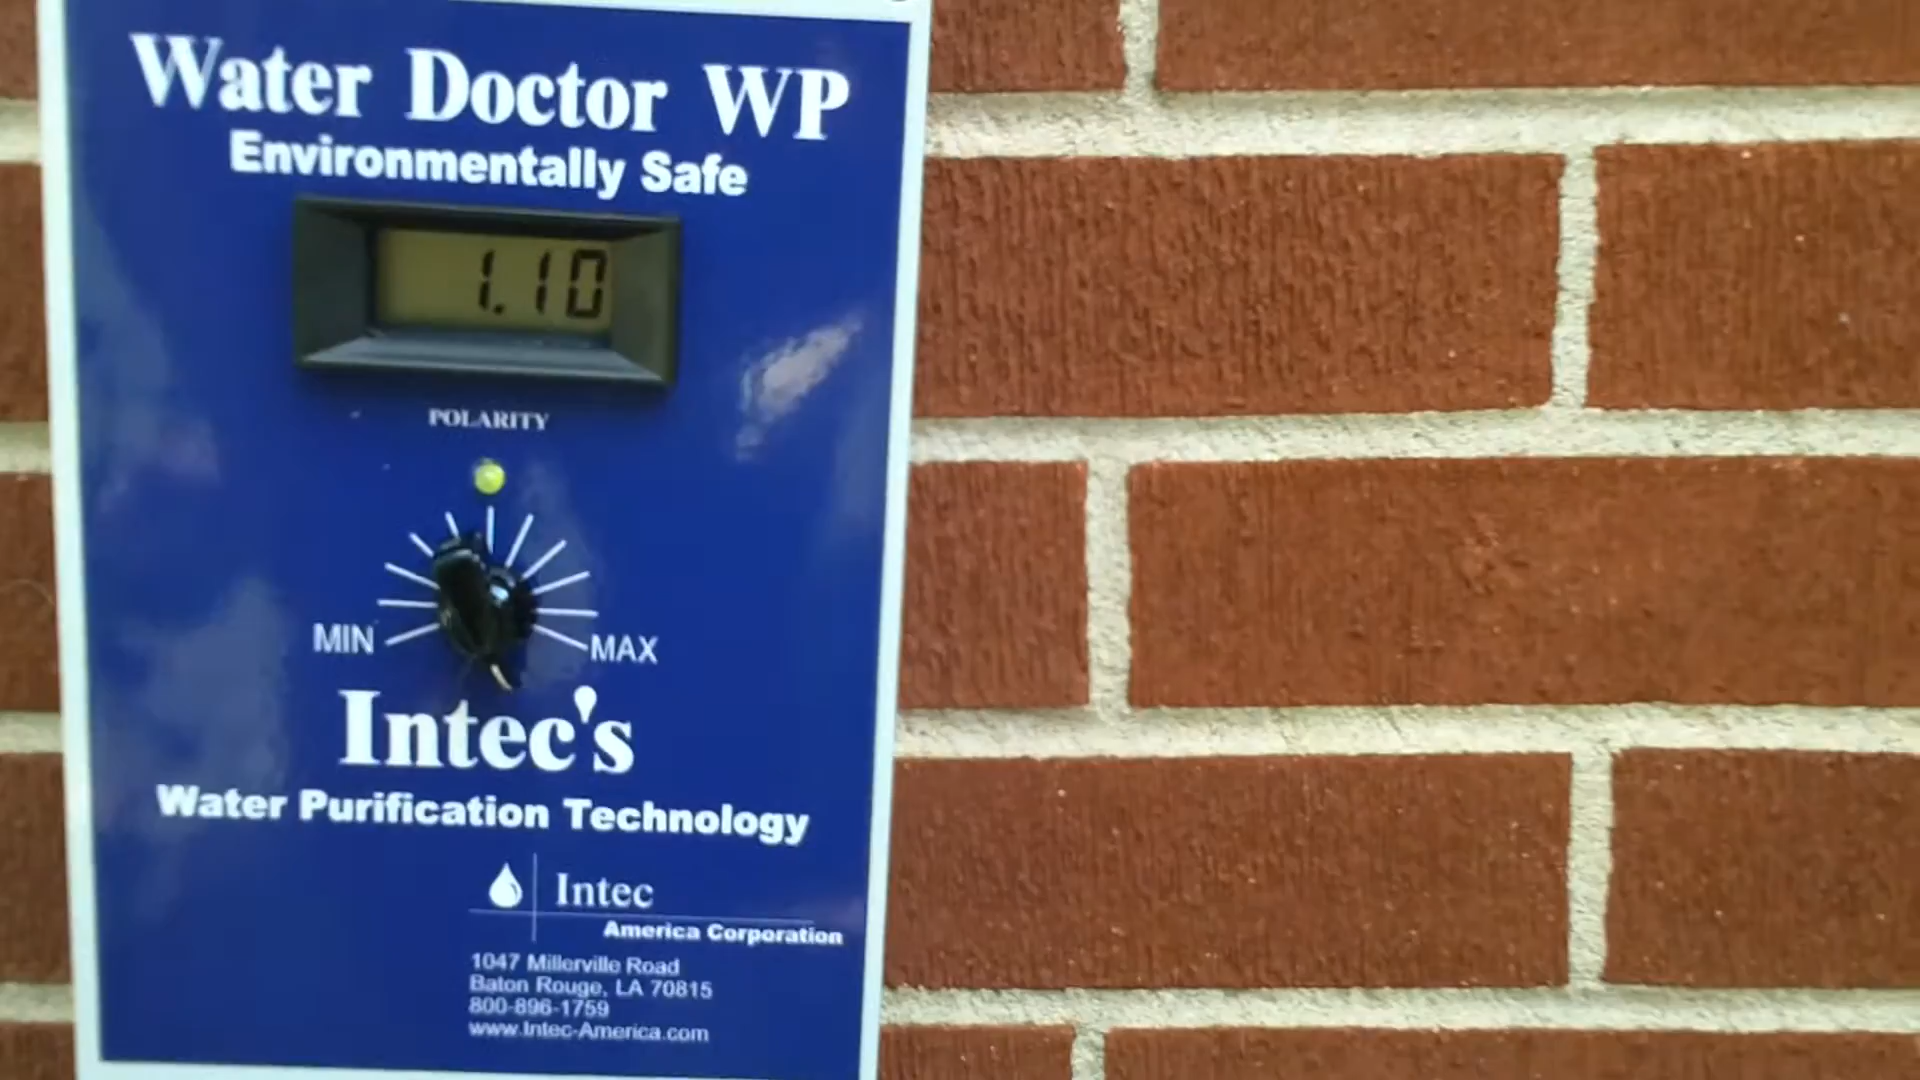 Water Doctor WP
Environmentally Safe
1.10
POLARITY
MIN MAX
Intec's
Water Purification Technology
Intec
America Corporation
1047 Millerville Road
Baton Rouge, LA 70815
800-896-1759
www.Intec-America.com